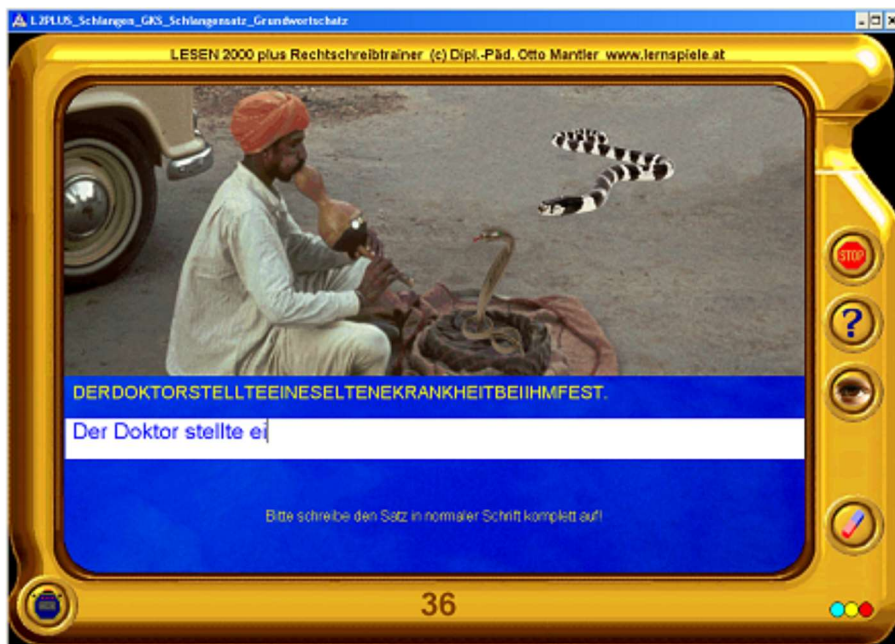 L2PLUS_Schlangen_GKS_Schlangensatz_Grundwortschatz
LESEN 2000 plus Rechtschreibtrainer (c) Dipl.-Päd. Otto Mantler www.lernspiele.at
STOP
?
DERDOKTORSTELLTEEINESELTENEKRANKHEITBEIIHMFEST.
Der Doktor stellte ei
Bitte schreibe den Satz in normaler Schrift komplett auf!
36